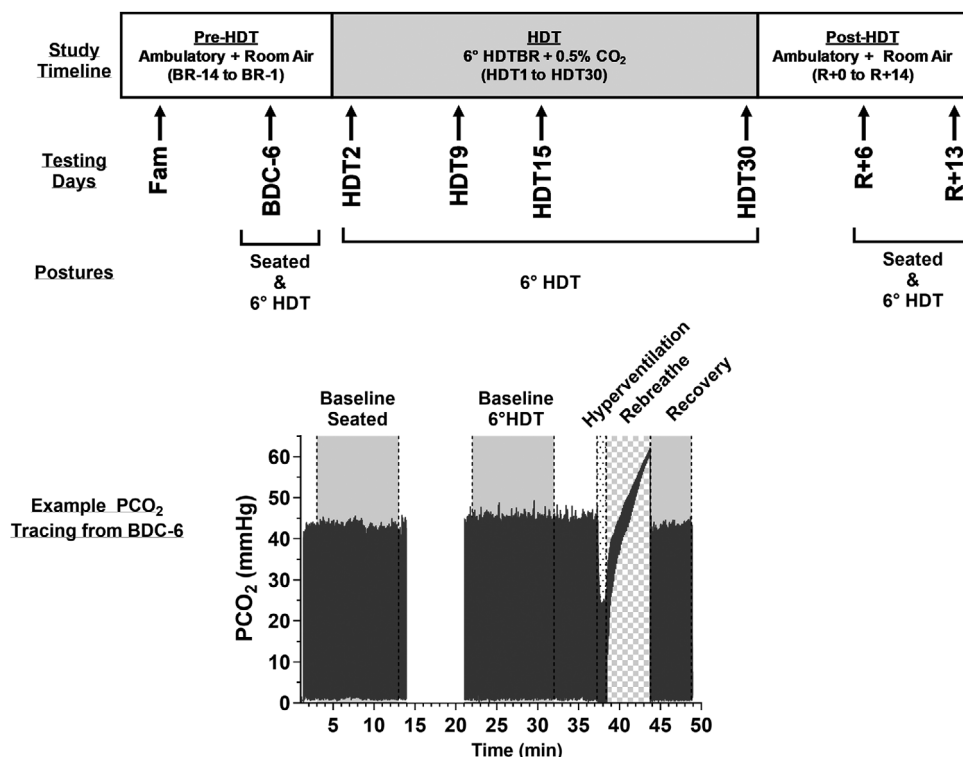 Study
Timeline
Pre-HDT
Ambulatory + Room Air
(BR-14 to BR-1)
HDT
6° HDTBR + 0.5% CO₂
(HDT1 to HDT30)
Post-HDT
Ambulatory + Room Air
(R+0 to R+14)
Testing
Days
Fam
BDC-6
HDT2
HDT9
HDT15
HDT30
R+6
R+13
Postures
Seated
&
6° HDT
6° HDT
Seated
&
6° HDT
Example PCO₂
Tracing from BDC-6
Baseline
Seated
Baseline
6°HDT
Hyperventilation
Rebreathe
Recovery
PCO₂ (mmHg)
60
50
40
30
20
10
0
5
10
15
20
25
30
35
40
45
50
Time (min)